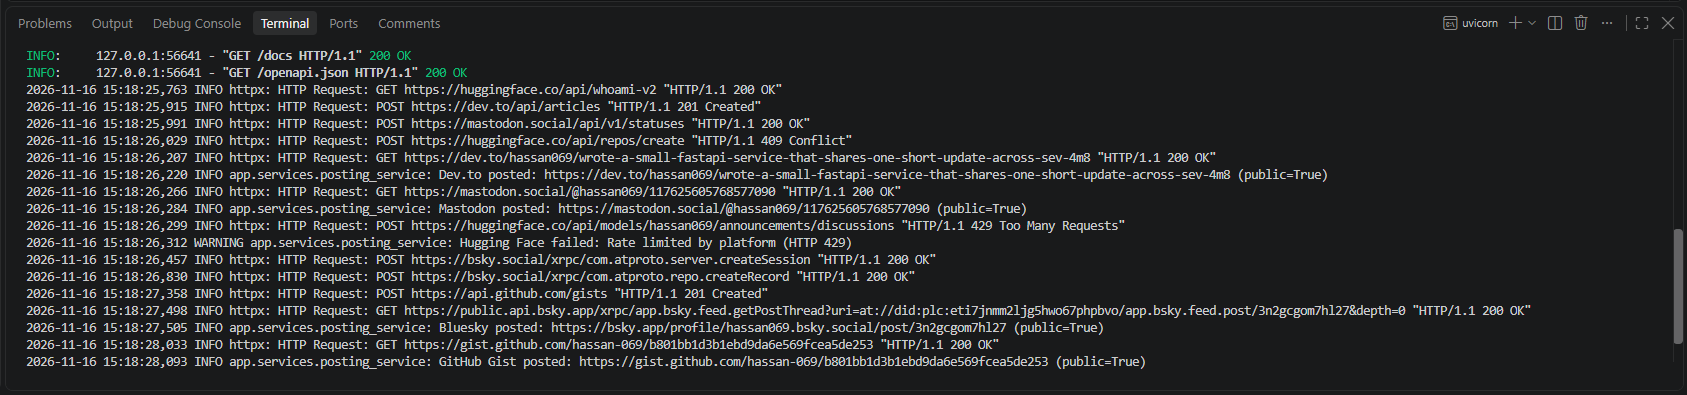 Problems Output Debug Console Terminal Ports Comments uvicorn
INFO: 127.0.0.1:56641 - "GET /docs HTTP/1.1" 200 OK
INFO: 127.0.0.1:56641 - "GET /openapi.json HTTP/1.1" 200 OK
2026-11-16 15:18:25,763 INFO httpx: HTTP Request: GET https://huggingface.co/api/whoami-v2 "HTTP/1.1 200 OK"
2026-11-16 15:18:25,915 INFO httpx: HTTP Request: POST https://dev.to/api/articles "HTTP/1.1 201 Created"
2026-11-16 15:18:25,991 INFO httpx: HTTP Request: POST https://mastodon.social/api/v1/statuses "HTTP/1.1 200 OK"
2026-11-16 15:18:26,029 INFO httpx: HTTP Request: POST https://huggingface.co/api/repos/create "HTTP/1.1 409 Conflict"
2026-11-16 15:18:26,207 INFO httpx: HTTP Request: GET https://dev.to/hassan069/wrote-a-small-fastapi-service-that-shares-one-short-update-across-sev-4m8 "HTTP/1.1 200 OK"
2026-11-16 15:18:26,220 INFO app.services.posting_service: Dev.to posted: https://dev.to/hassan069/wrote-a-small-fastapi-service-that-shares-one-short-update-across-sev-4m8 (public=True)
2026-11-16 15:18:26,266 INFO httpx: HTTP Request: GET https://mastodon.social/@hassan069/117625605768577090 "HTTP/1.1 200 OK"
2026-11-16 15:18:26,284 INFO app.services.posting_service: Mastodon posted: https://mastodon.social/@hassan069/117625605768577090 (public=True)
2026-11-16 15:18:26,299 INFO httpx: HTTP Request: POST https://huggingface.co/api/models/hassan069/announcements/discussions "HTTP/1.1 429 Too Many Requests"
2026-11-16 15:18:26,312 WARNING app.services.posting_service: Hugging Face failed: Rate limited by platform (HTTP 429)
2026-11-16 15:18:26,457 INFO httpx: HTTP Request: POST https://bsky.social/xrpc/com.atproto.server.createSession "HTTP/1.1 200 OK"
2026-11-16 15:18:26,830 INFO httpx: HTTP Request: POST https://bsky.social/xrpc/com.atproto.repo.createRecord "HTTP/1.1 200 OK"
2026-11-16 15:18:27,358 INFO httpx: HTTP Request: POST https://api.github.com/gists "HTTP/1.1 201 Created"
2026-11-16 15:18:27,498 INFO httpx: HTTP Request: GET https://public.api.bsky.app/xrpc/app.bsky.feed.getPostThread?uri=at://did:plc:eti7jnmm2ljg5hwo67phpbvo/app.bsky.feed.post/3n2gcgom7hl27&depth=0 "HTTP/1.1 200 OK"
2026-11-16 15:18:27,505 INFO app.services.posting_service: Bluesky posted: https://bsky.app/profile/hassan069.bsky.social/post/3n2gcgom7hl27 (public=True)
2026-11-16 15:18:28,033 INFO httpx: HTTP Request: GET https://gist.github.com/hassan-069/b801bb1d3b1ebd9da6e569fcea5de253 "HTTP/1.1 200 OK"
2026-11-16 15:18:28,093 INFO app.services.posting_service: GitHub Gist posted: https://gist.github.com/hassan-069/b801bb1d3b1ebd9da6e569fcea5de253 (public=True)